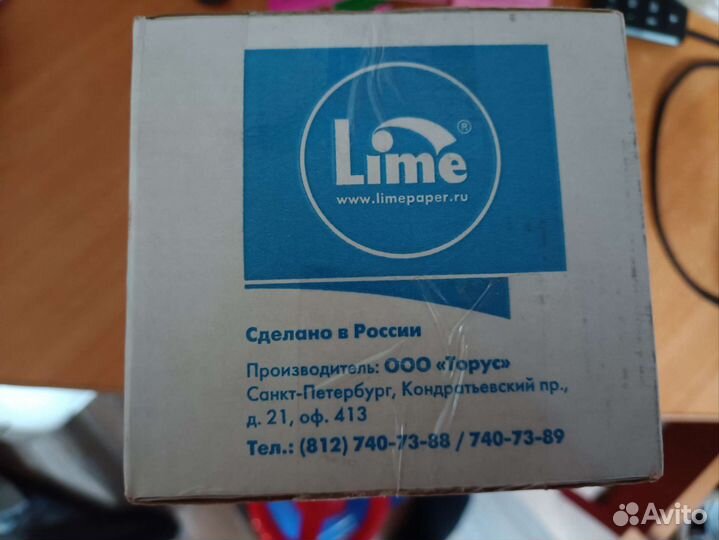 Lime®
www.limepaper.ru
Сделано в России
Производитель: ООО «Торус»
Санкт-Петербург, Кондратьевский пр.,
д. 21, оф. 413
Тел.: (812) 740-73-88 / 740-73-89
Avito